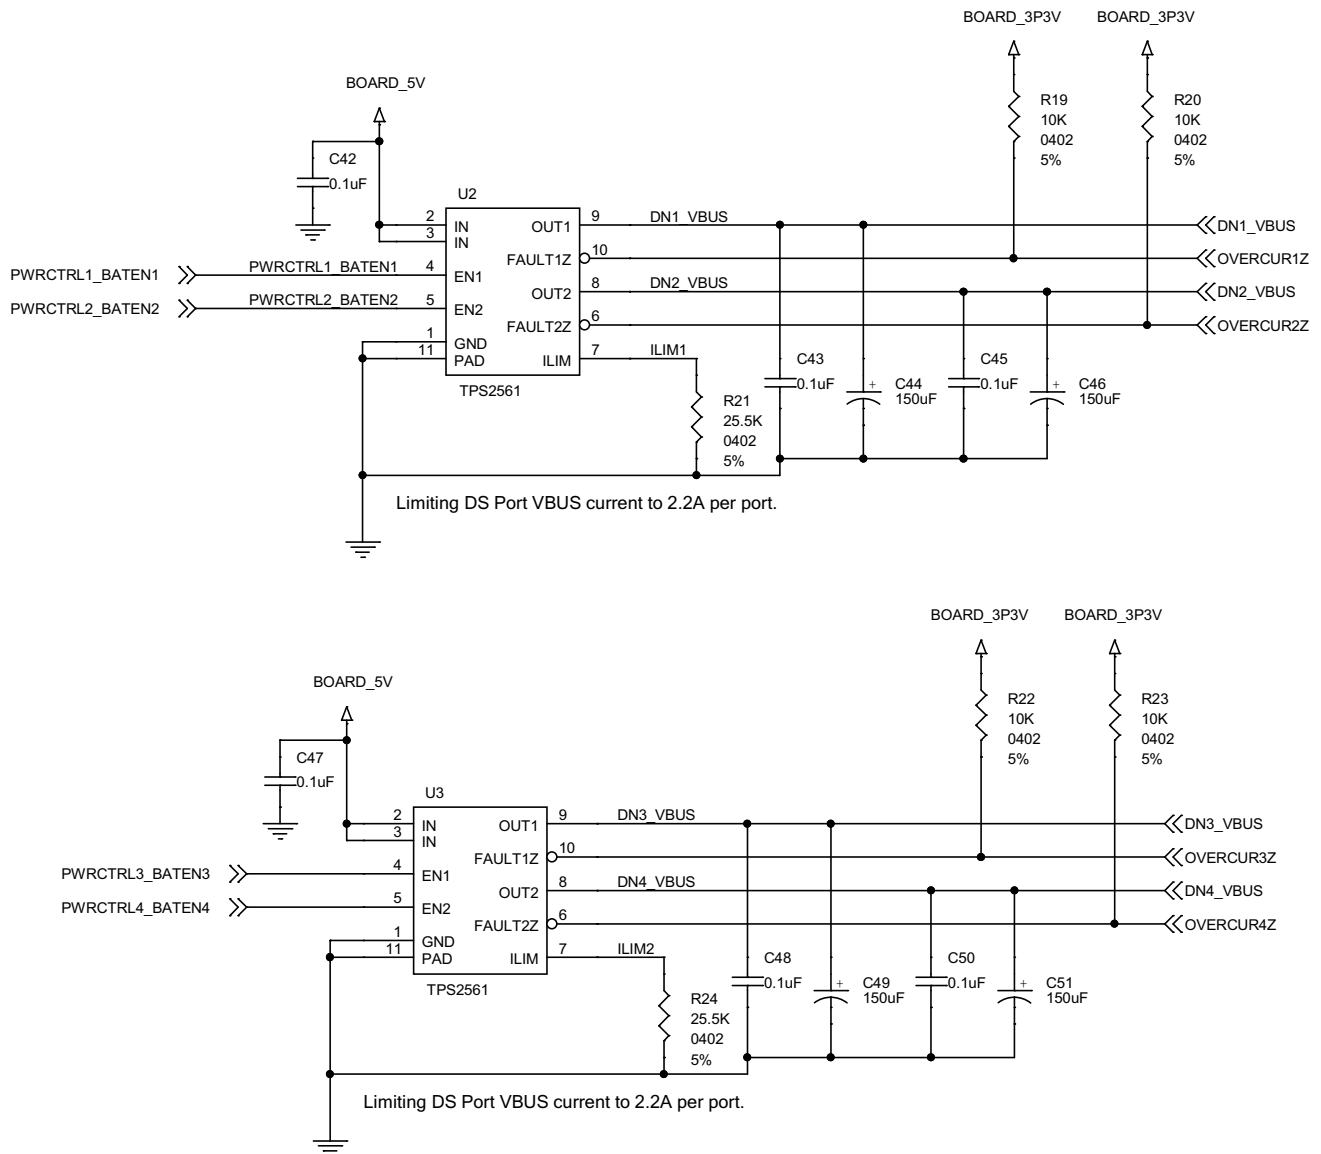 BOARD_3P3V BOARD_3P3V
BOARD_5V
R19
10K
0402
5%
R20
10K
0402
5%
C42
0.1uF
U2
2 IN
3 IN
4 EN1
5 EN2
1 GND
11 PAD
OUT1 9
FAULT1Z 10
OUT2 8
FAULT2Z 6
ILIM 7
TPS2561
PWRCTRL1_BATEN1 PWRCTRL1_BATEN1
PWRCTRL2_BATEN2 PWRCTRL2_BATEN2
DN1_VBUS DN1_VBUS
OVERCUR1Z
DN2_VBUS DN2_VBUS
OVERCUR2Z
ILIM1
R21
25.5K
0402
5%
C43
0.1uF
C44
150uF
C45
0.1uF
C46
150uF
+ +
Limiting DS Port VBUS current to 2.2A per port.
BOARD_3P3V BOARD_3P3V
BOARD_5V
R22
10K
0402
5%
R23
10K
0402
5%
C47
0.1uF
U3
2 IN
3 IN
4 EN1
5 EN2
1 GND
11 PAD
OUT1 9
FAULT1Z 10
OUT2 8
FAULT2Z 6
ILIM 7
TPS2561
PWRCTRL3_BATEN3
PWRCTRL4_BATEN4
DN3_VBUS DN3_VBUS
OVERCUR3Z
DN4_VBUS DN4_VBUS
OVERCUR4Z
ILIM2
R24
25.5K
0402
5%
C48
0.1uF
C49
150uF
C50
0.1uF
C51
150uF
+ +
Limiting DS Port VBUS current to 2.2A per port.